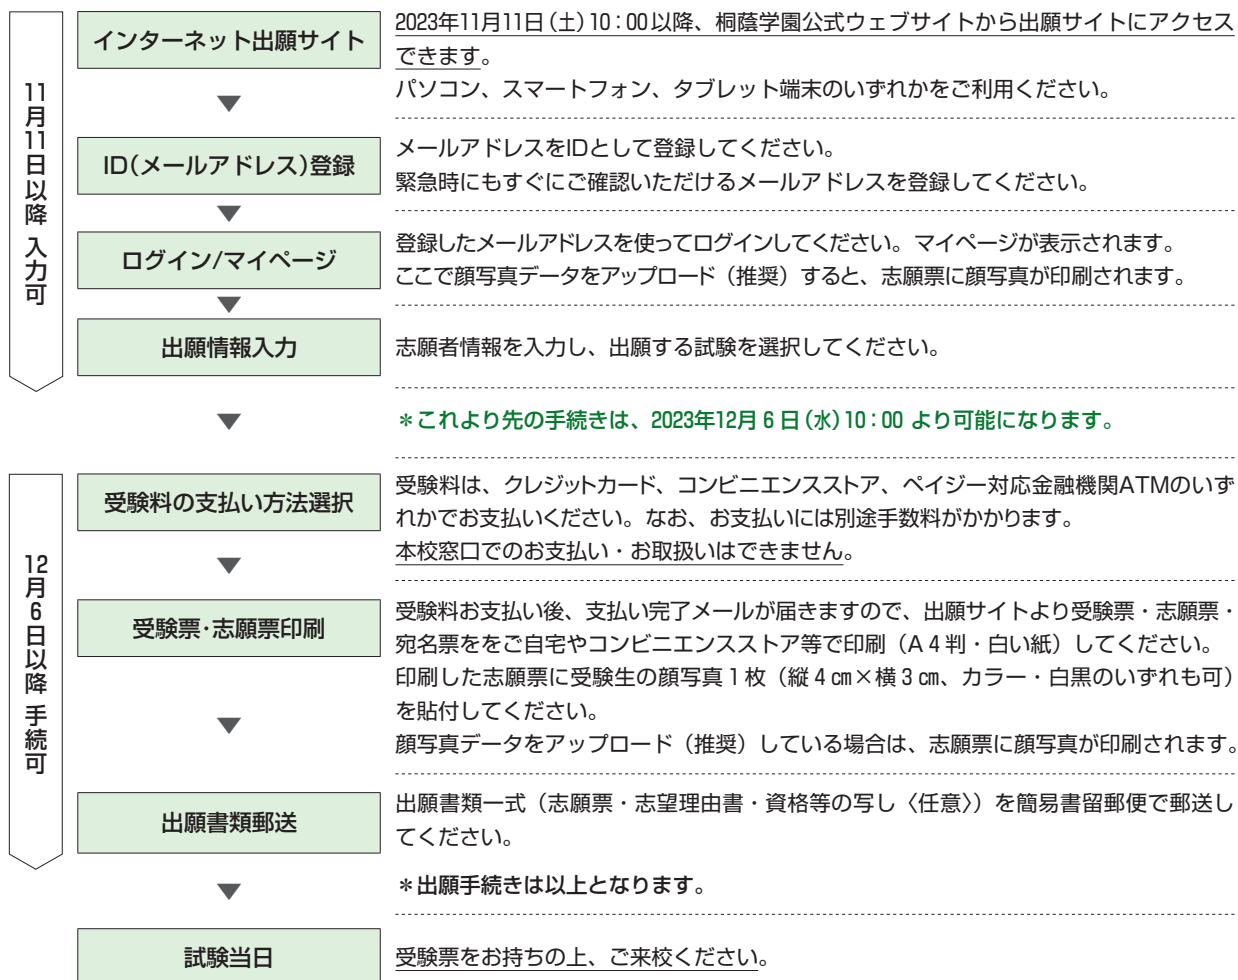 11月11日以降 入力可
インターネット出願サイト
2023年11月11日(土)10：00以降、桐蔭学園公式ウェブサイトから出願サイトにアクセス
できます。
パソコン、スマートフォン、タブレット端末のいずれかをご利用ください。
▼
ID(メールアドレス)登録
メールアドレスをIDとして登録してください。
緊急時にもすぐにご確認いただけるメールアドレスを登録してください。
▼
ログイン/マイページ
登録したメールアドレスを使ってログインしてください。マイページが表示されます。
ここで顔写真データをアップロード（推奨）すると、志願票に顔写真が印刷されます。
▼
出願情報入力
志願者情報を入力し、出願する試験を選択してください。
▼
＊これより先の手続きは、2023年12月6日(水)10：00 より可能になります。
12月6日以降 手続可
受験料の支払い方法選択
受験料は、クレジットカード、コンビニエンスストア、ペイジー対応金融機関ATMのいず
れかでお支払いください。なお、お支払いには別途手数料がかかります。
本校窓口でのお支払い・お取扱いはできません。
▼
受験票・志願票印刷
受験料お支払い後、支払い完了メールが届きますので、出願サイトより受験票・志願票・
宛名票ををご自宅やコンビニエンスストア等で印刷（A4判・白い紙）してください。
印刷した志願票に受験生の顔写真1枚（縦4㎝×横3㎝、カラー・白黒のいずれも可）
を貼付してください。
顔写真データをアップロード（推奨）している場合は、志願票に顔写真が印刷されます。
▼
出願書類郵送
出願書類一式（志願票・志望理由書・資格等の写し〈任意〉）を簡易書留郵便で郵送し
てください。
▼
＊出願手続きは以上となります。
試験当日
受験票をお持ちの上、ご来校ください。